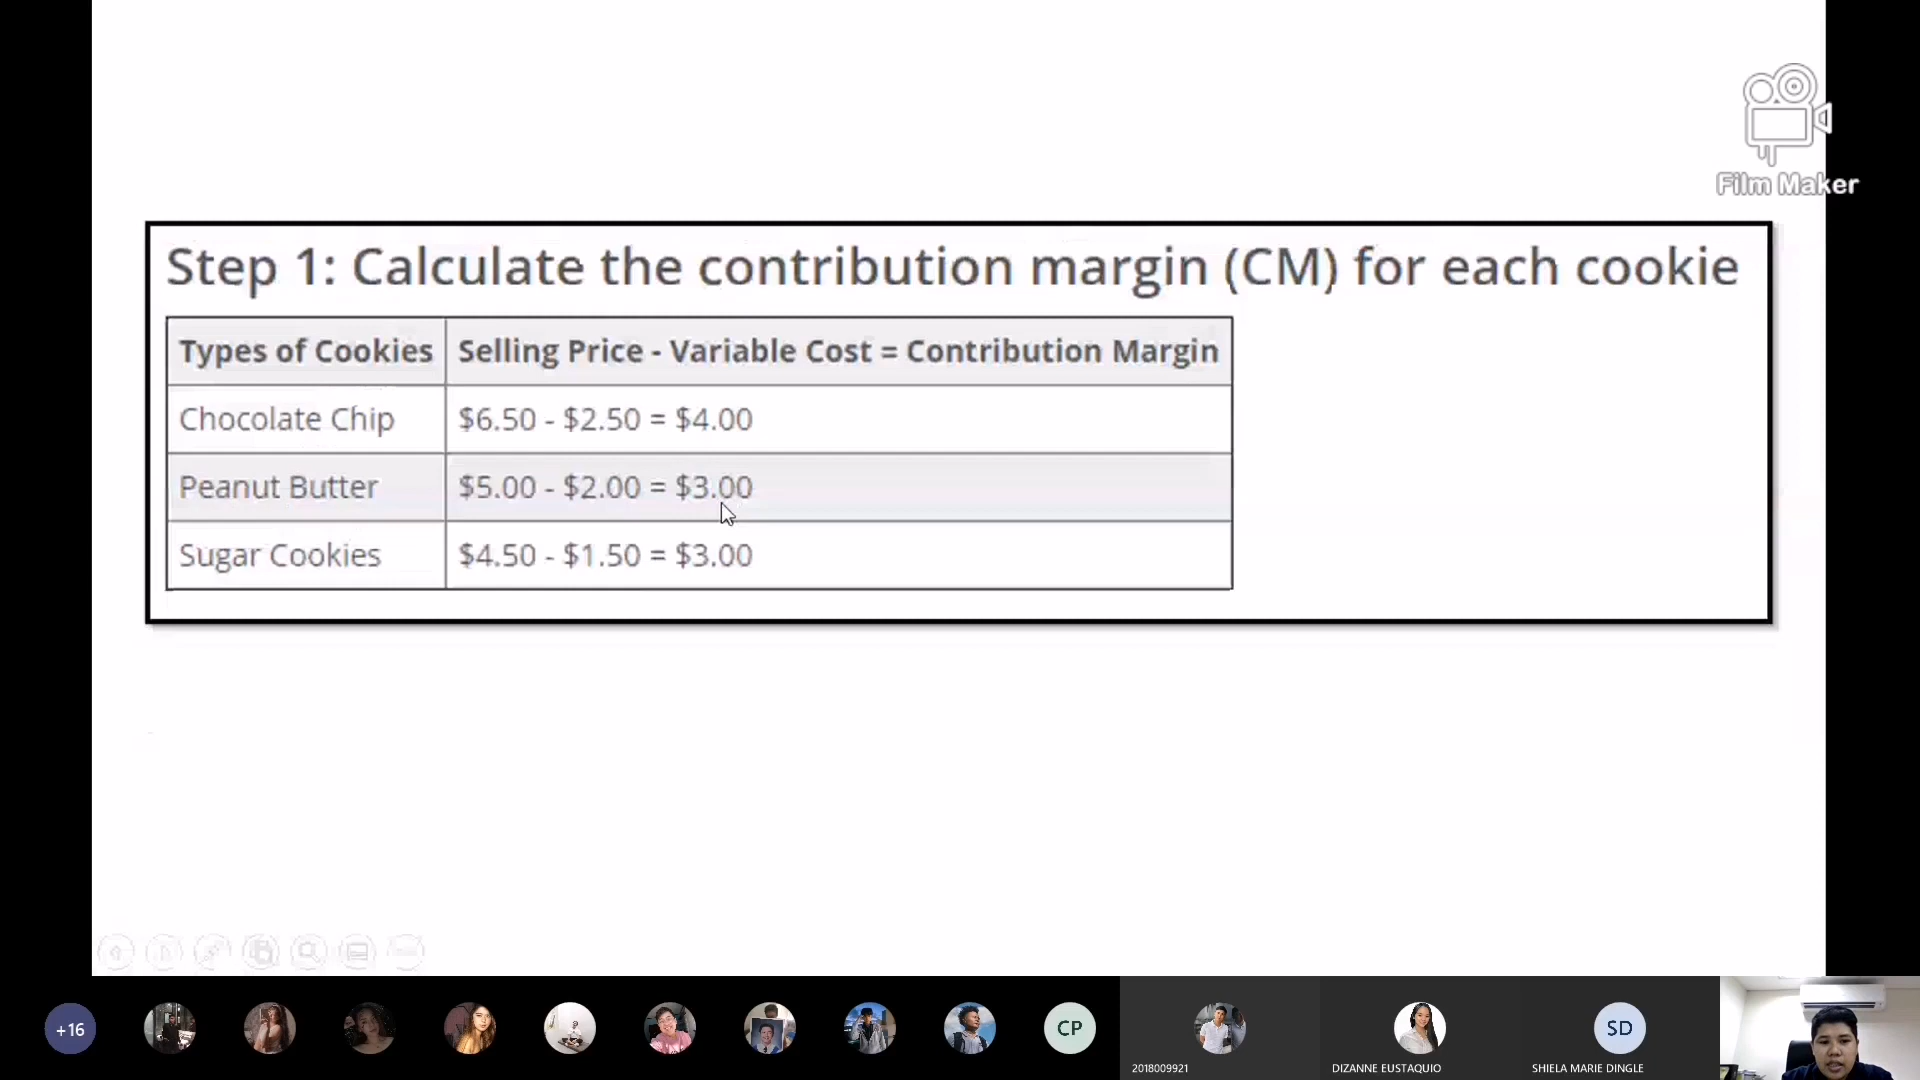 Film Maker
Step 1: Calculate the contribution margin (CM) for each cookie
Types of Cookies Selling Price - Variable Cost = Contribution Margin
Chocolate Chip $6.50 - $2.50 = $4.00
Peanut Butter $5.00 - $2.00 = $3.00
Sugar Cookies $4.50 - $1.50 = $3.00
+16
CP
SD
2018009921
DIZANNE EUSTAQUIO
SHIELA MARIE DINGLE